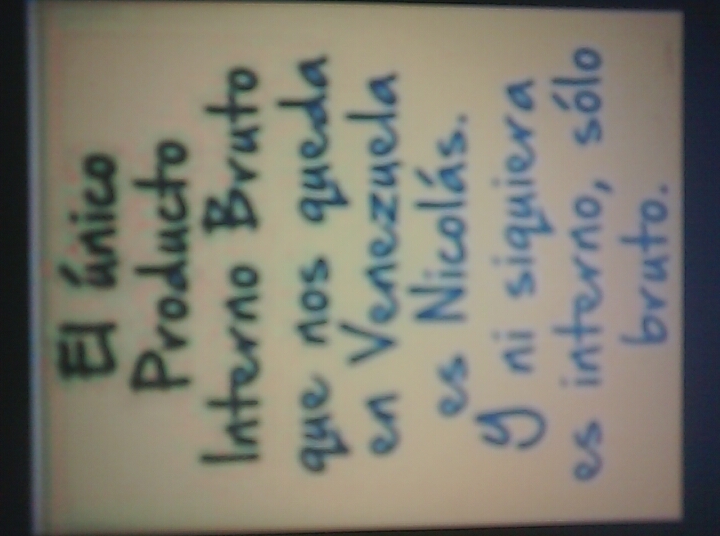 El único
Producto
Interno Bruto
que nos queda
en Venezuela
es Nicolás.
Y ni siquiera
es interno, sólo
bruto.